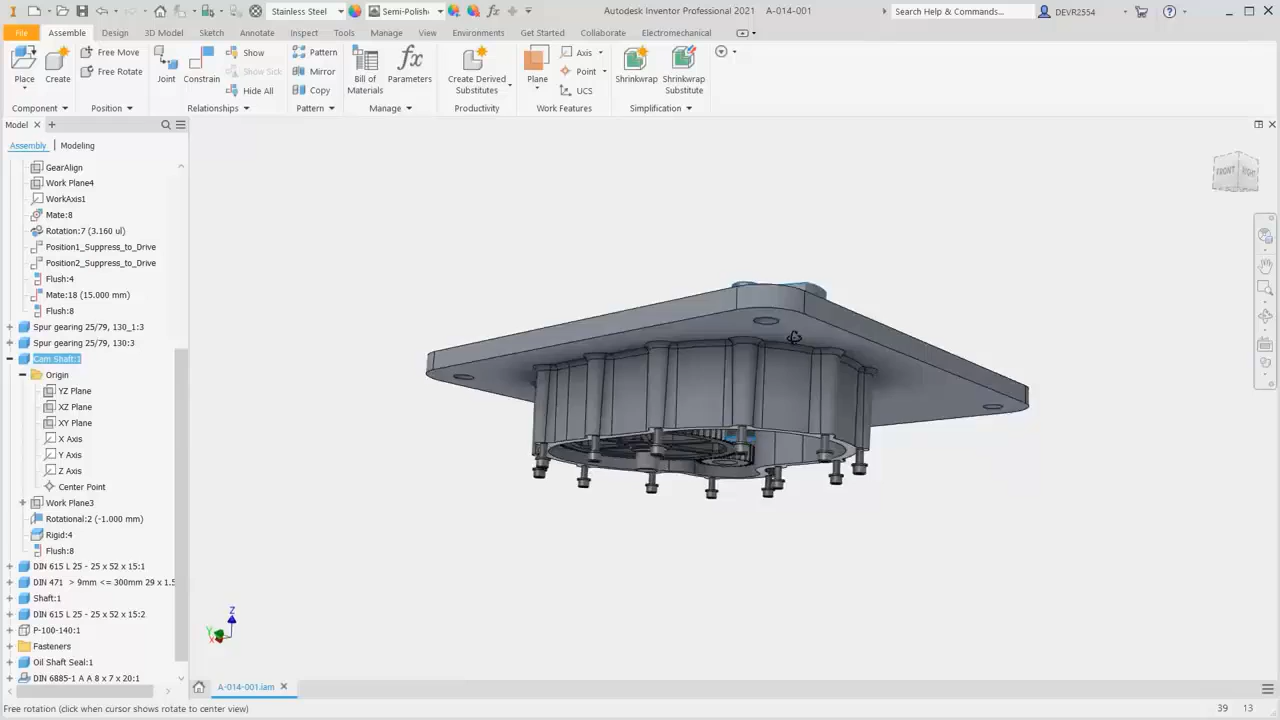 Stainless Steel
Semi-Polish
fx
Autodesk Inventor Professional 2021 A-014-001
Search Help & Commands...
DEVR2554
File Assemble Design 3D Model Sketch Annotate Inspect Tools Manage View Environments Get Started Collaborate Electromechanical
Place
Create
Free Move
Free Rotate
Joint
Constrain
Show
Show Sick
Hide All
Pattern
Mirror
Copy
Bill of
Materials
fx
Parameters
Create Derived
Substitutes
Plane
Axis
Point
UCS
Shrinkwrap
Shrinkwrap
Substitute
Component Position Relationships Pattern Manage Productivity Work Features Simplification
Model
Assembly Modeling
GearAlign
Work Plane4
WorkAxis1
Mate:8
Rotation:7 (3.160 ul)
Position1_Suppress_to_Drive
Position2_Suppress_to_Drive
Flush:4
Mate:18 (15.000 mm)
Flush:8
Spur gearing 25/79, 130_1:3
Spur gearing 25/79, 130:3
Cam Shaft:1
Origin
YZ Plane
XZ Plane
XY Plane
X Axis
Y Axis
Z Axis
Center Point
Work Plane3
Rotational:2 (-1.000 mm)
Rigid:4
Flush:8
DIN 615 L 25 - 25 x 52 x 15:1
DIN 471 > 9mm <= 300mm 29 x 1.5
Shaft:1
DIN 615 L 25 - 25 x 52 x 15:2
P-100-140:1
Fasteners
Oil Shaft Seal:1
DIN 6885-1 A A 8 x 7 x 20:1
FRONT RIGHT
Z
Y
X
A-014-001.iam
Free rotation (click when cursor shows rotate to center view)
39 13